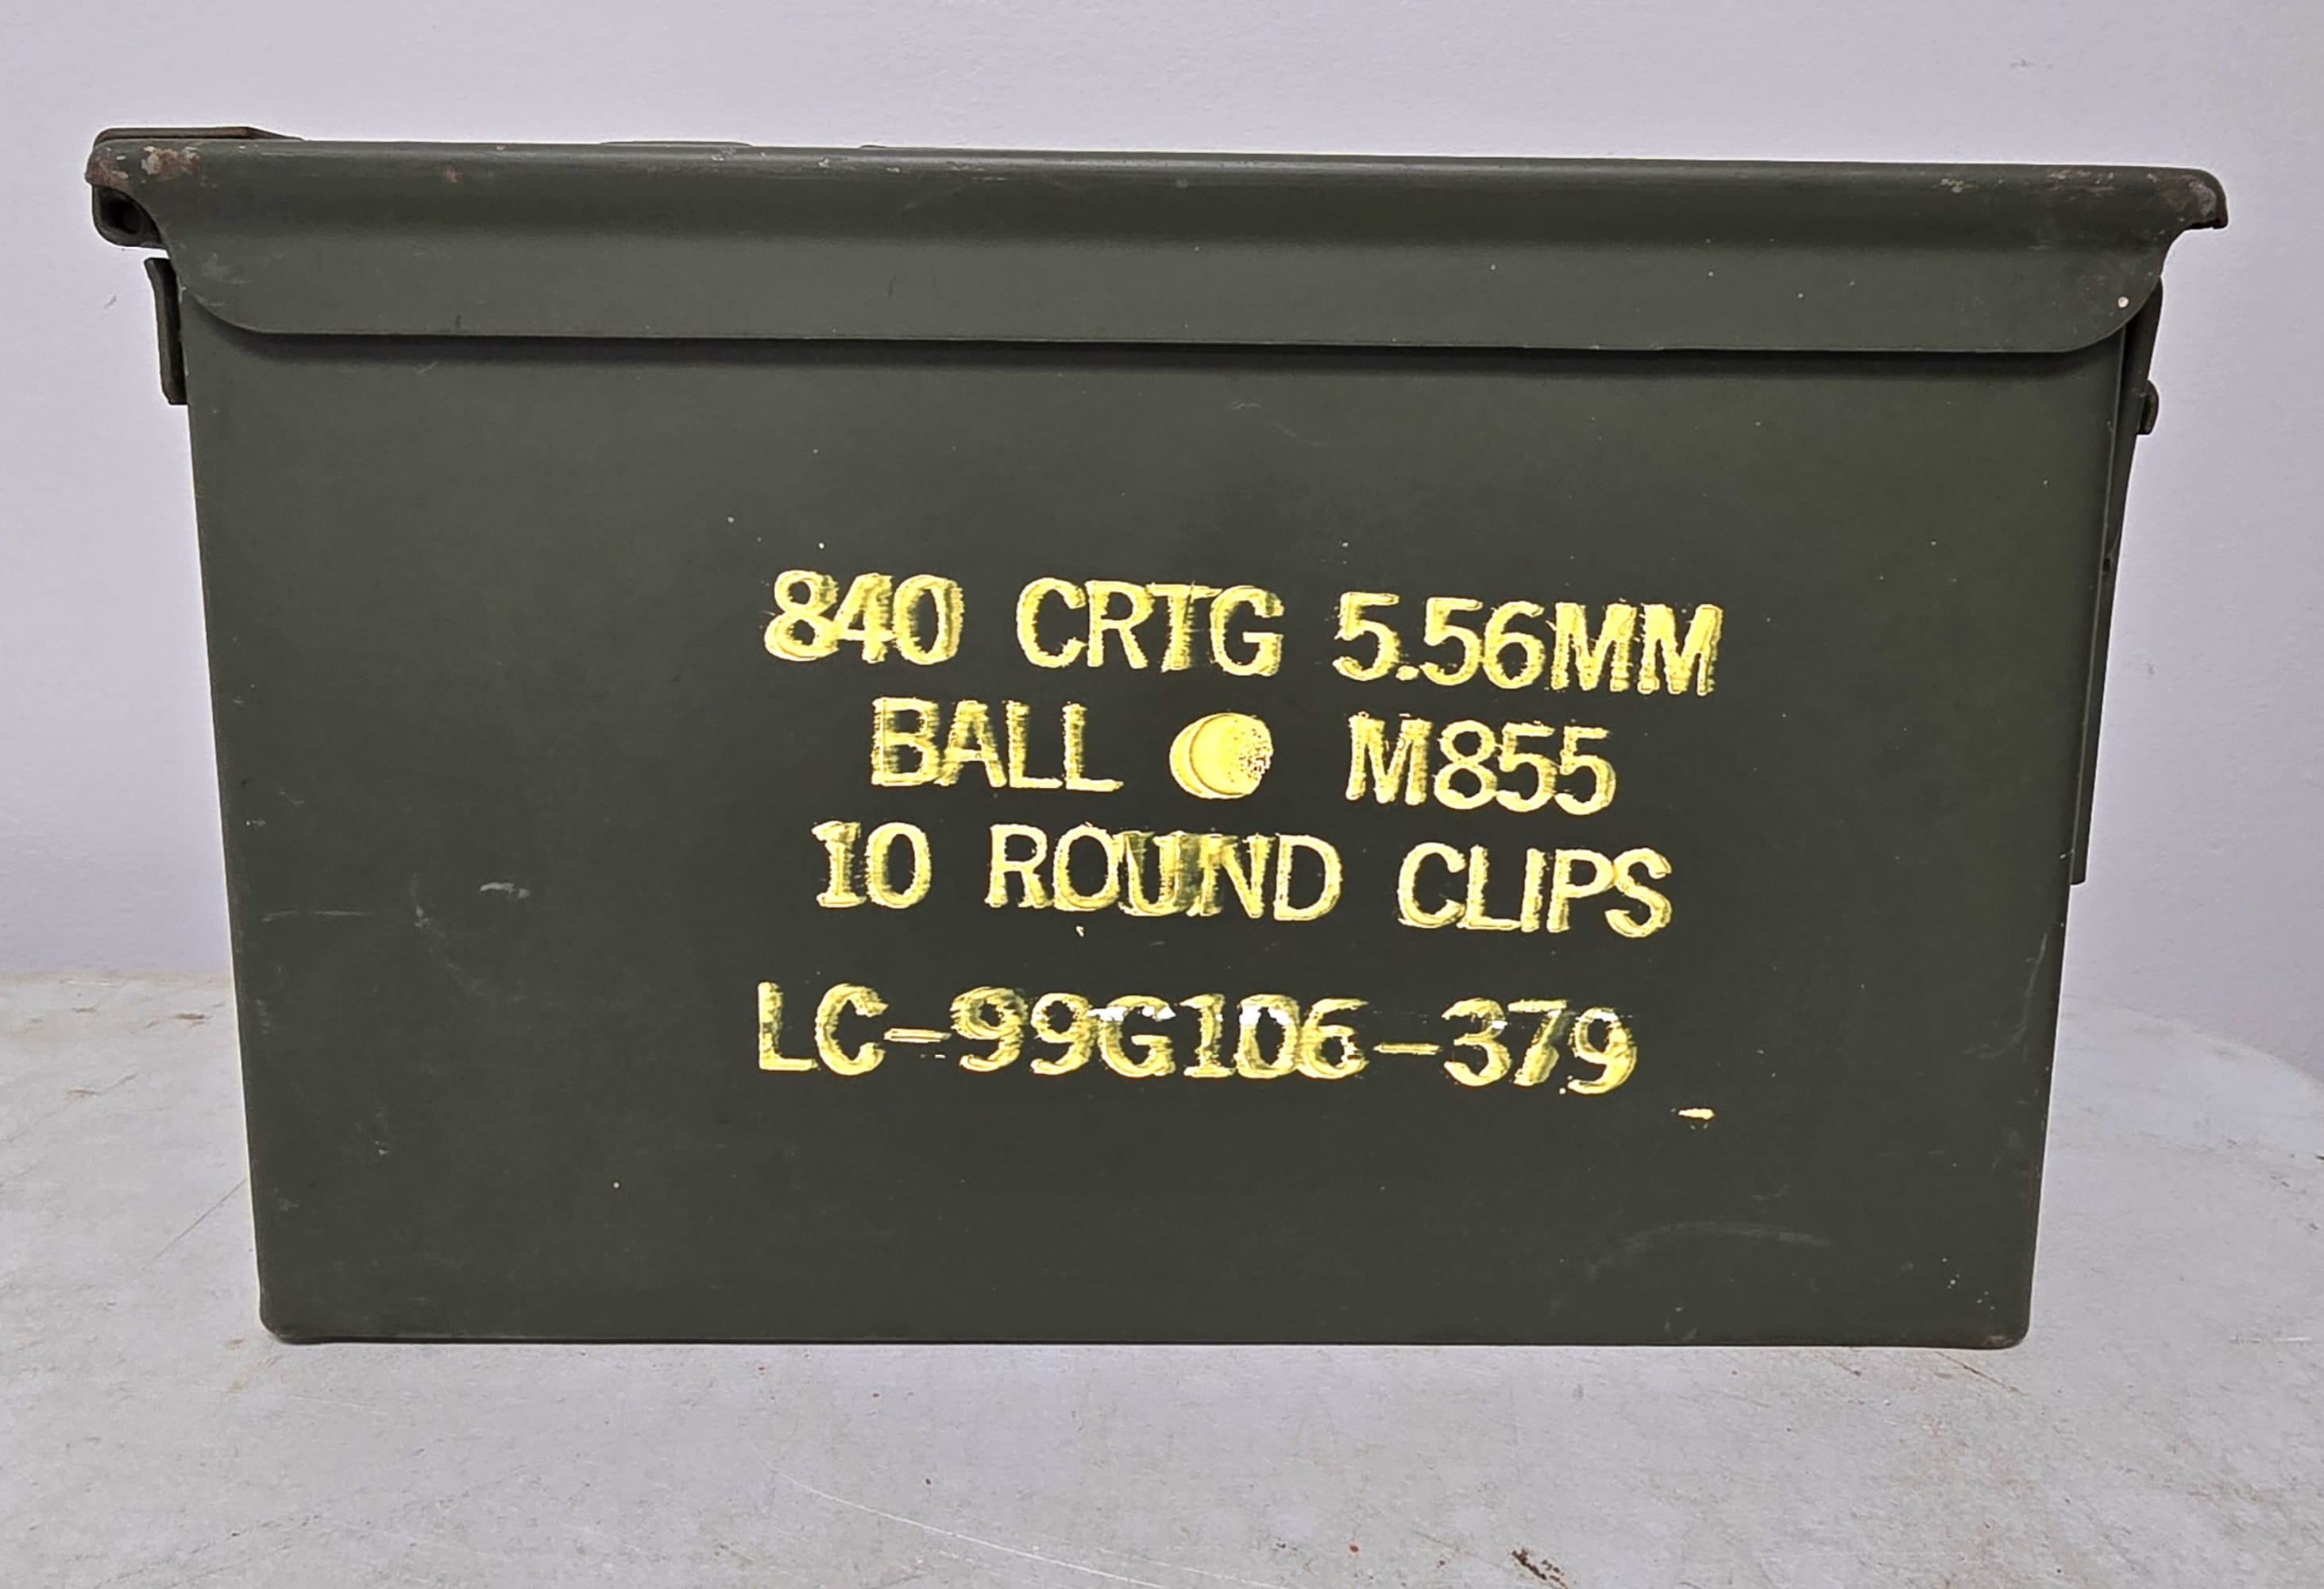 840 CRTG 5.56MM
BALL M855
10 ROUND CLIPS
LC-99G106-379